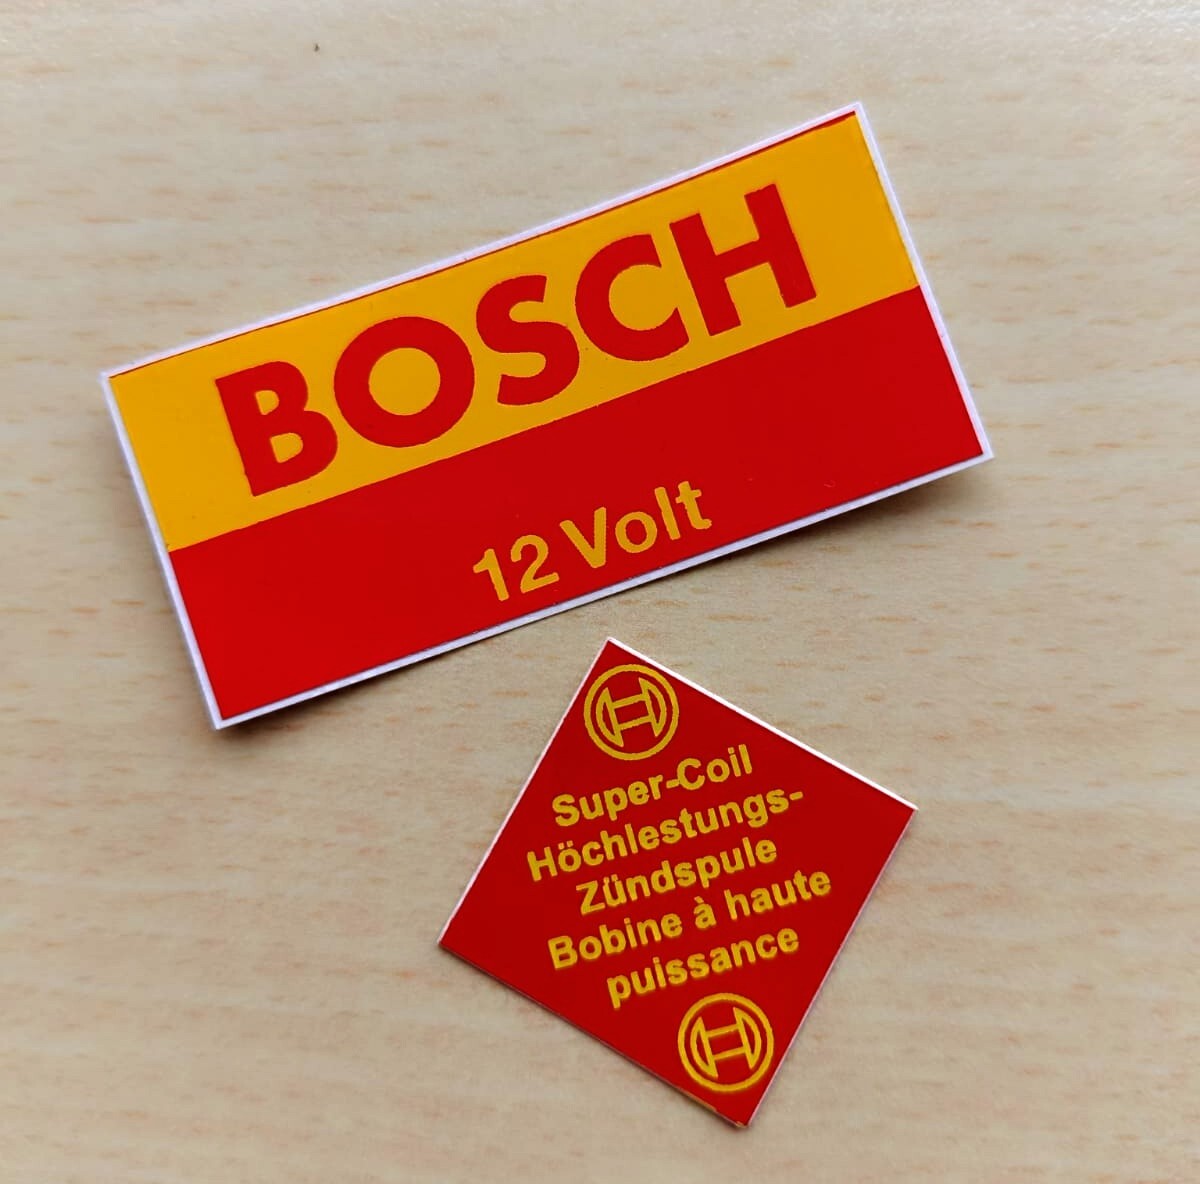 BOSCH
12 Volt
Super-Coil
Höchlestungs-
Zündspule
Bobine à haute
puissance